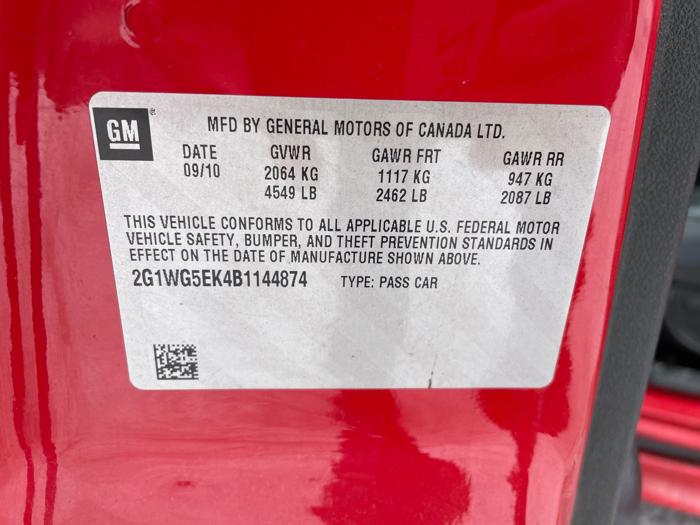 GM
MFD BY GENERAL MOTORS OF CANADA LTD.
DATE GVWR GAWR FRT GAWR RR
09/10 2064 KG 1117 KG 947 KG
4549 LB 2462 LB 2087 LB
THIS VEHICLE CONFORMS TO ALL APPLICABLE U.S. FEDERAL MOTOR
VEHICLE SAFETY, BUMPER, AND THEFT PREVENTION STANDARDS IN
EFFECT ON THE DATE OF MANUFACTURE SHOWN ABOVE.
2G1WG5EK4B1144874 TYPE: PASS CAR